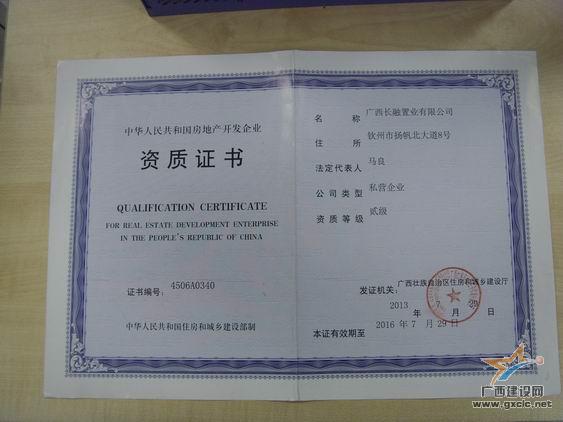 中华人民共和国房地产开发企业
资质证书
QUALIFICATION CERTIFICATE
FOR REAL ESTATE DEVELOPMENT ENTERPRISE
IN THE PEOPLE'S REPUBLIC OF CHINA
证书编号: 4506A0340
中华人民共和国住房和城乡建设部制
名称 广西长融置业有限公司
住所 钦州市扬帆北大道8号
法定代表人 马良
公司类型 私营企业
资质等级 贰级
发证机关: 广西壮族自治区住房和城乡建设厅
2013 7 29
年 月 日
本证有效期至 2016 年 7 月 29 日
广西建设网
www.gxcic.net